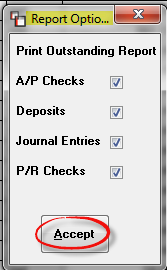 Report Optio...
Print Outstanding Report
A/P Checks
Deposits
Journal Entries
P/R Checks
Accept